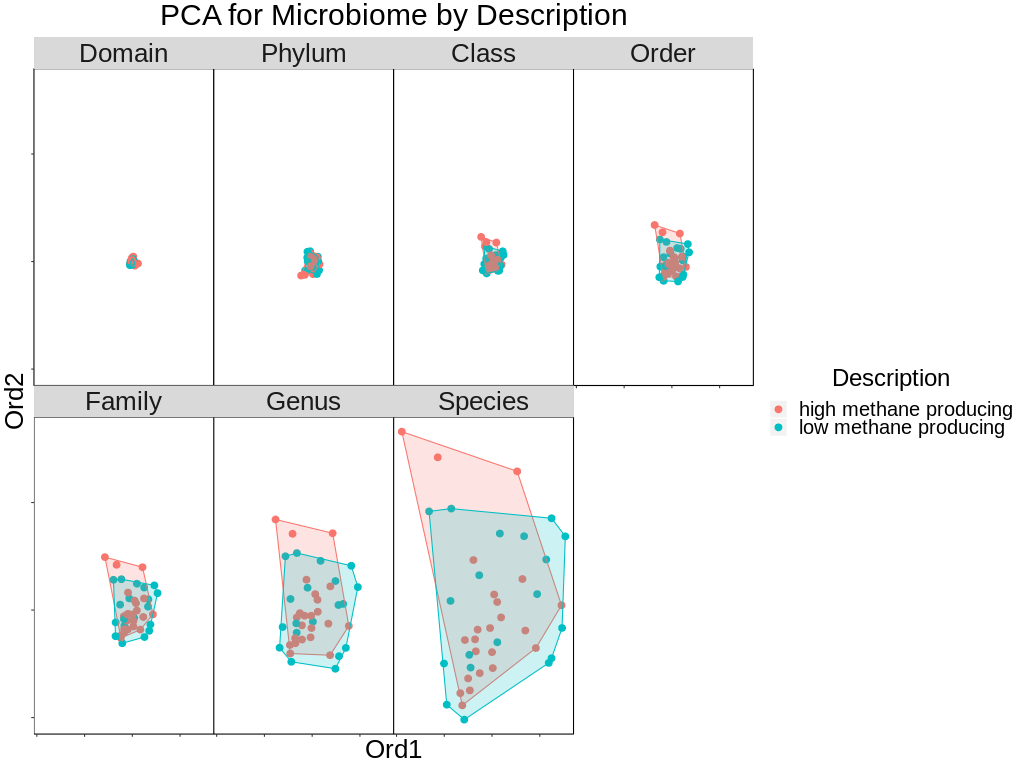 PCA for Microbiome by Description
Domain Phylum Class Order
Family Genus Species
Ord2
Ord1
Description
high methane producing
low methane producing